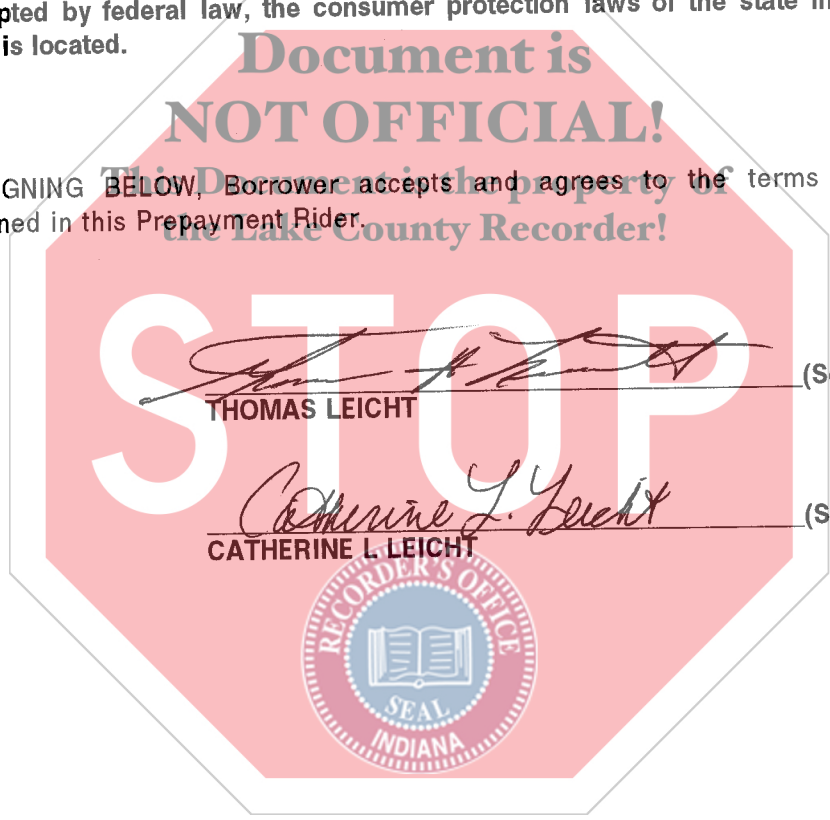 pted by federal law, the consumer protection laws of the state in
is located.
Document is
NOT OFFICIAL!
This Document is the property of
the Lake County Recorder!
GNING BELOW, Borrower accepts and agrees to the terms
ned in this Prepayment Rider.
STOP
(S
THOMAS LEICHT
Catherine L. Leicht
(S
CATHERINE L LEICHT
RECORDER'S OFFICE
SEAL
INDIANA